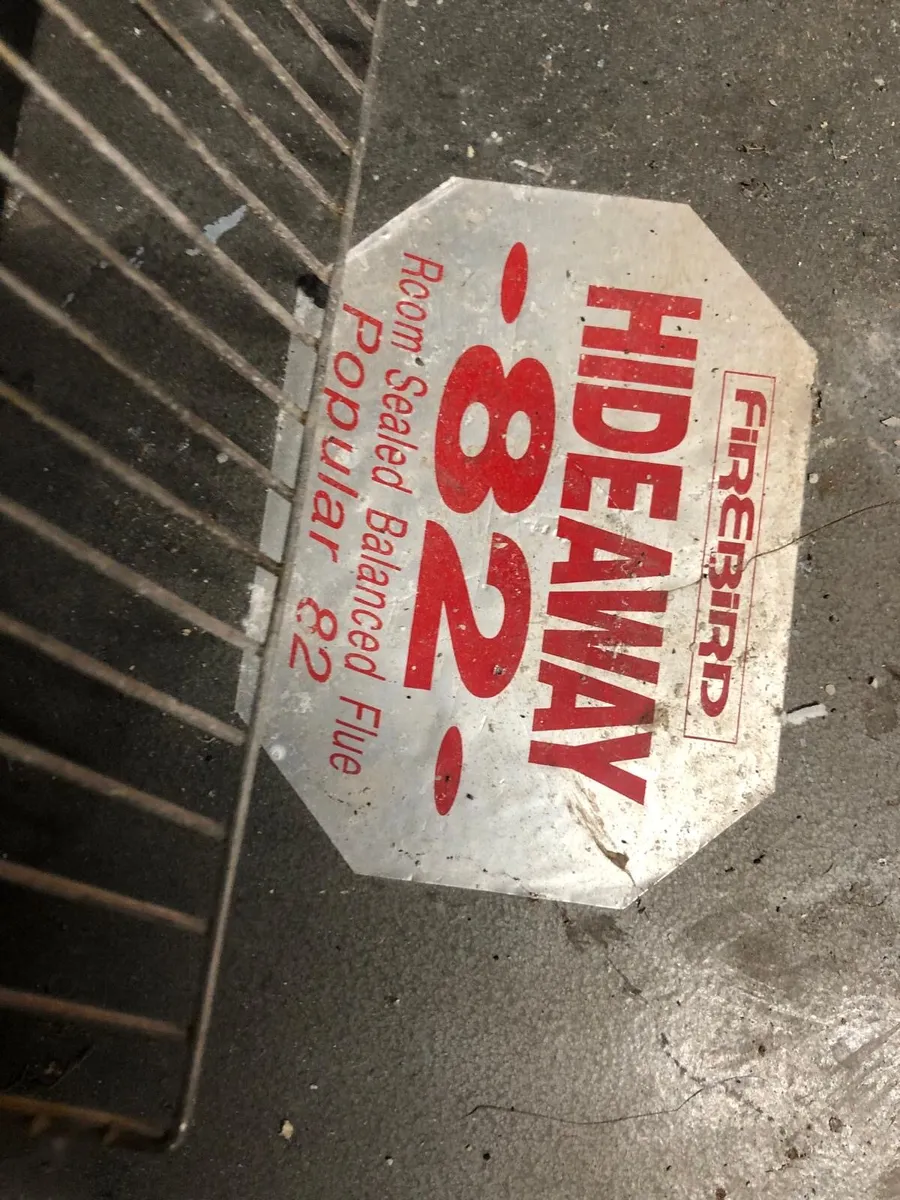 FiREBiRD
HIDEAWAY
- 82 -
Room Sealed Balanced Flue
Popular 82